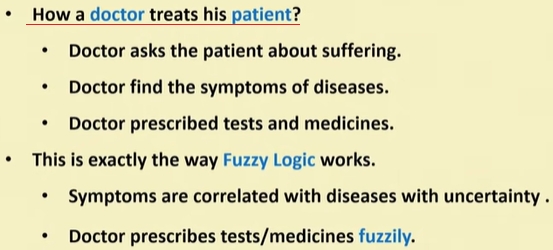 • How a doctor treats his patient?
• Doctor asks the patient about suffering.
• Doctor find the symptoms of diseases.
• Doctor prescribed tests and medicines.
• This is exactly the way Fuzzy Logic works.
• Symptoms are correlated with diseases with uncertainty .
• Doctor prescribes tests/medicines fuzzily.